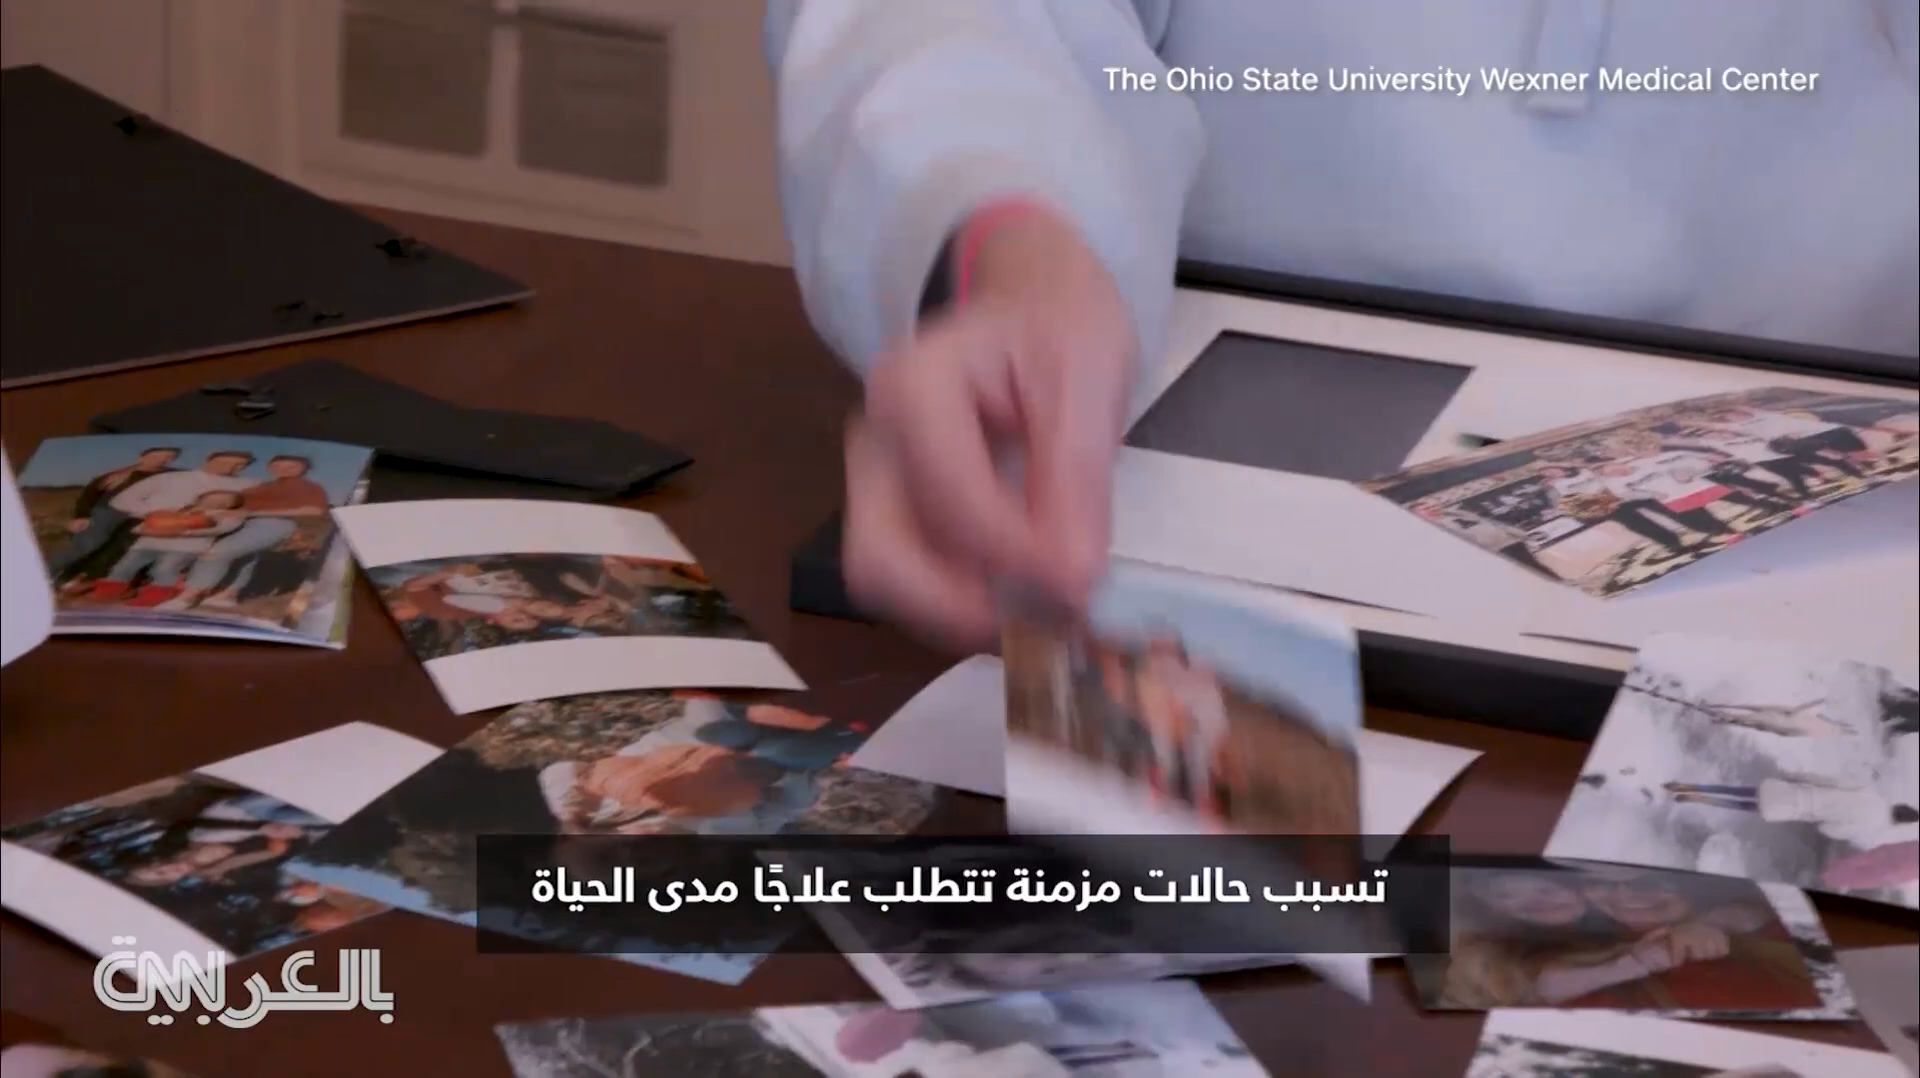 The Ohio State University Wexner Medical Center
تسبب حالات مزمنة تتطلب علاجًا مدى الحياة
بالعربية
CNN